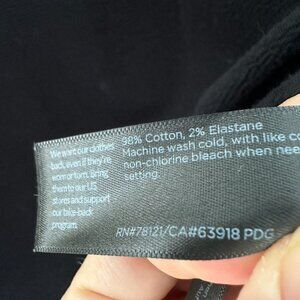 We want our clothes
back, even if they're
worn or torn. Bring
them to our US
stores and support
our take-back
program.
98% Cotton, 2% Elastane
Machine wash cold, with like c
non-chlorine bleach when nee
setting.
RN#78121/CA#63918 PDG